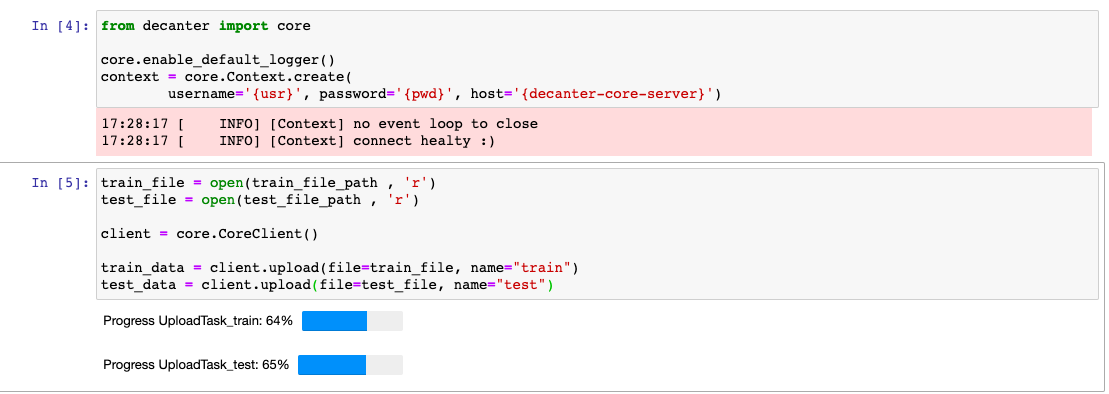 In [4]: from decanter import core
core.enable_default_logger()
context = core.Context.create(
username='{usr}', password='{pwd}', host='{decanter-core-server}')
17:28:17 [    INFO] [Context] no event loop to close
17:28:17 [    INFO] [Context] connect healty :)
In [5]: train_file = open(train_file_path , 'r')
test_file = open(test_file_path , 'r')
client = core.CoreClient()
train_data = client.upload(file=train_file, name="train")
test_data = client.upload(file=test_file, name="test")
Progress UploadTask_train: 64%
Progress UploadTask_test: 65%